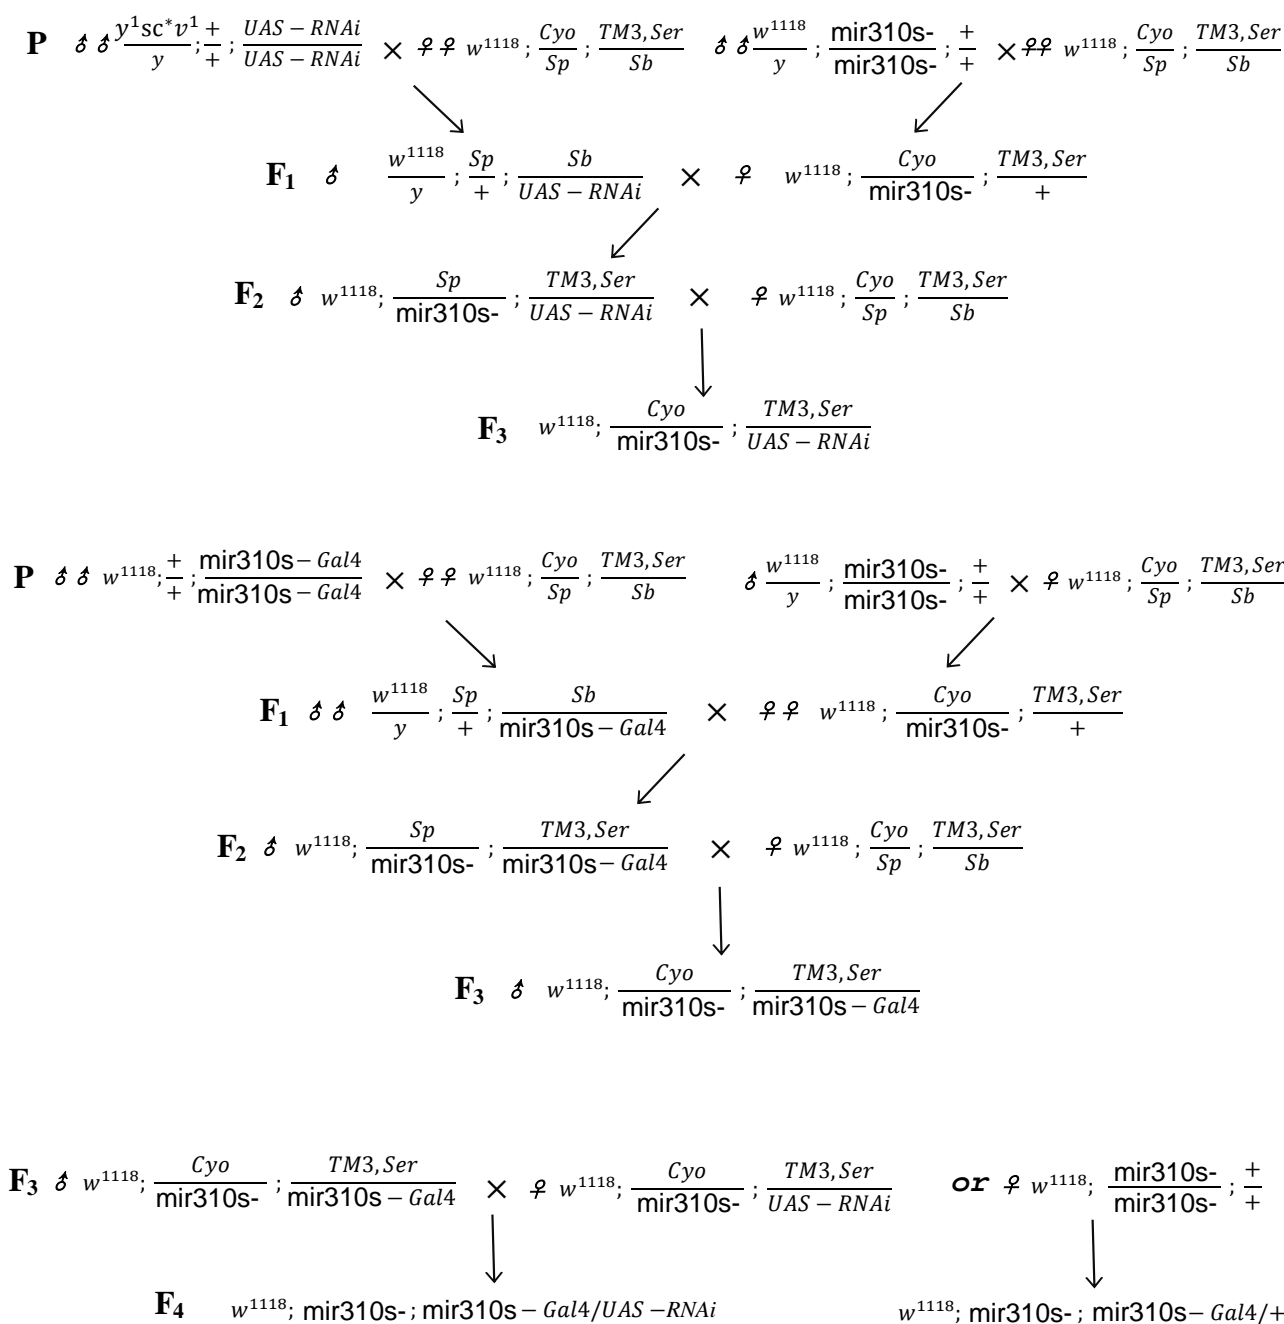 P ♂♂ y¹sc*v¹/y ; +/+ ; UAS − RNAi/UAS − RNAi × ♀♀ w¹¹¹⁸ ; Cyo/Sp ; TM3, Ser/Sb ♂♂ w¹¹¹⁸/y ; mir310s-/mir310s- ; +/+ × ♀♀ w¹¹¹⁸ ; Cyo/Sp ; TM3, Ser/Sb
F₁ ♂ w¹¹¹⁸/y ; Sp/+ ; Sb/UAS − RNAi × ♀ w¹¹¹⁸ ; Cyo/mir310s- ; TM3, Ser/+
F₂ ♂ w¹¹¹⁸; Sp/mir310s- ; TM3, Ser/UAS − RNAi × ♀ w¹¹¹⁸ ; Cyo/Sp ; TM3, Ser/Sb
F₃ w¹¹¹⁸; Cyo/mir310s- ; TM3, Ser/UAS − RNAi
P ♂♂ w¹¹¹⁸; +/+ ; mir310s − Gal4/mir310s − Gal4 × ♀♀ w¹¹¹⁸ ; Cyo/Sp ; TM3, Ser/Sb ♂ w¹¹¹⁸/y ; mir310s-/mir310s- ; +/+ × ♀ w¹¹¹⁸ ; Cyo/Sp ; TM3, Ser/Sb
F₁ ♂♂ w¹¹¹⁸/y ; Sp/+ ; Sb/mir310s − Gal4 × ♀♀ w¹¹¹⁸ ; Cyo/mir310s- ; TM3, Ser/+
F₂ ♂ w¹¹¹⁸; Sp/mir310s- ; TM3, Ser/mir310s − Gal4 × ♀ w¹¹¹⁸ ; Cyo/Sp ; TM3, Ser/Sb
F₃ ♂ w¹¹¹⁸; Cyo/mir310s- ; TM3, Ser/mir310s − Gal4
F₃ ♂ w¹¹¹⁸; Cyo/mir310s- ; TM3, Ser/mir310s − Gal4 × ♀ w¹¹¹⁸; Cyo/mir310s- ; TM3, Ser/UAS − RNAi or ♀ w¹¹¹⁸; mir310s-/mir310s- ; +/+
F₄ w¹¹¹⁸; mir310s-; mir310s − Gal4/UAS − RNAi w¹¹¹⁸; mir310s-; mir310s − Gal4/+